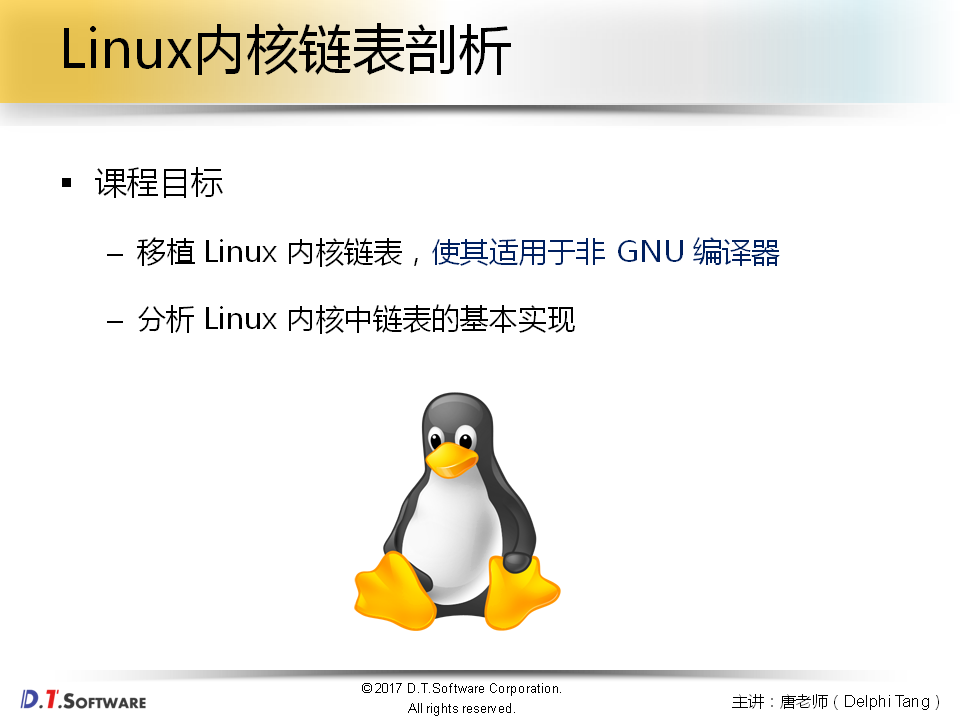 Linux内核链表剖析
▪ 课程目标
– 移植 Linux 内核链表，使其适用于非 GNU 编译器
– 分析 Linux 内核中链表的基本实现
D.T.SOFTWARE
©2017 D.T.Software Corporation.
All rights reserved.
主讲：唐老师（Delphi Tang）